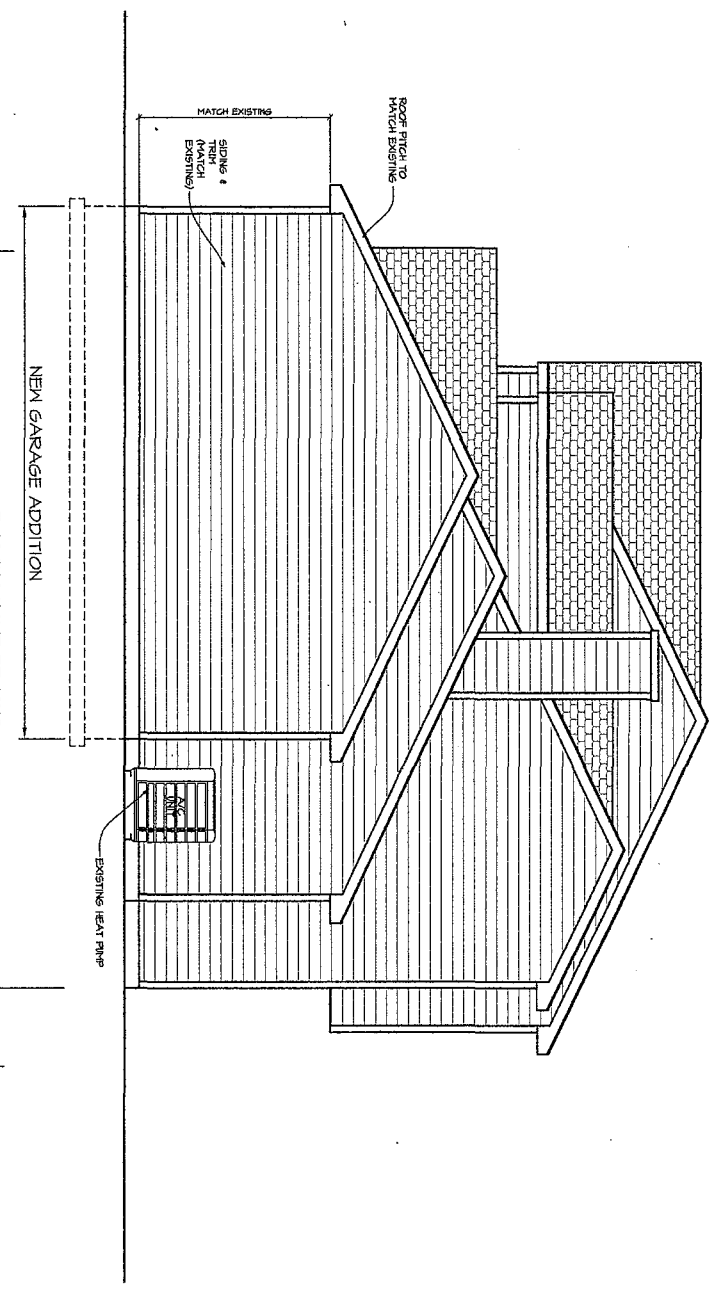 ROOF PITCH TO
MATCH EXISTING
MATCH EXISTING
SIDING &
TRIM
(MATCH
EXISTING)
A/C
UNIT
EXISTING HEAT PUMP
NEW GARAGE ADDITION